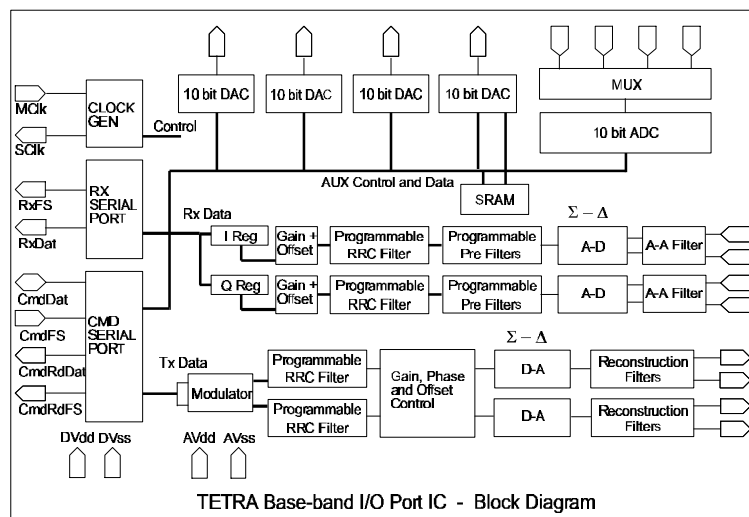 10 bit DAC
10 bit DAC
10 bit DAC
10 bit DAC
MUX
10 bit ADC
MClk
SClk
CLOCK
GEN
Control
AUX Control and Data
SRAM
RxFS
RxDat
RX
SERIAL
PORT
Rx Data
Σ – Δ
I Reg
Gain +
Offset
Programmable
RRC Filter
Programmable
Pre Filters
A-D
A-A Filter
Q Reg
Gain +
Offset
Programmable
RRC Filter
Programmable
Pre Filters
A-D
A-A Filter
CmdDat
CmdFS
CmdRdDat
CmdRdFS
CMD
SERIAL
PORT
Tx Data
Modulator
Programmable
RRC Filter
Programmable
RRC Filter
Gain, Phase
and Offset
Control
Σ – Δ
D-A
D-A
Reconstruction
Filters
Reconstruction
Filters
DVdd DVss
AVdd AVss
TETRA Base-band I/O Port IC - Block Diagram